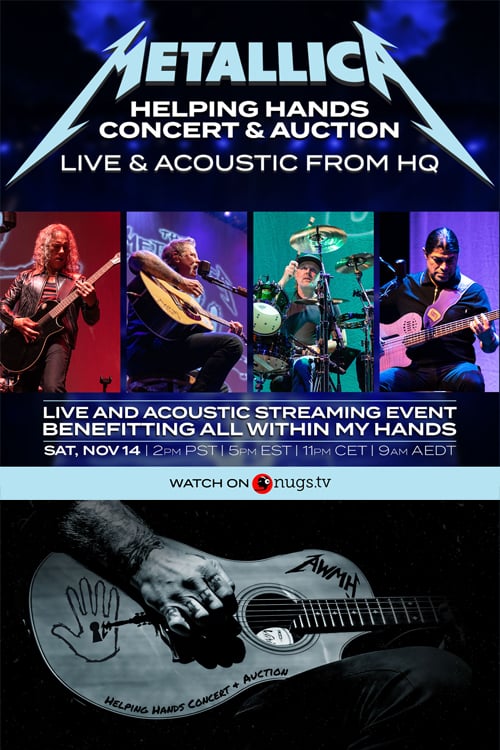 METALLICA
HELPING HANDS
CONCERT & AUCTION
LIVE & ACOUSTIC FROM HQ
LIVE AND ACOUSTIC STREAMING EVENT
BENEFITTING ALL WITHIN MY HANDS
SAT, NOV 14 | 2PM PST | 5PM EST | 11PM CET | 9AM AEDT
WATCH ON nugs.tv
AWMH
HELPING HANDS CONCERT + AUCTION